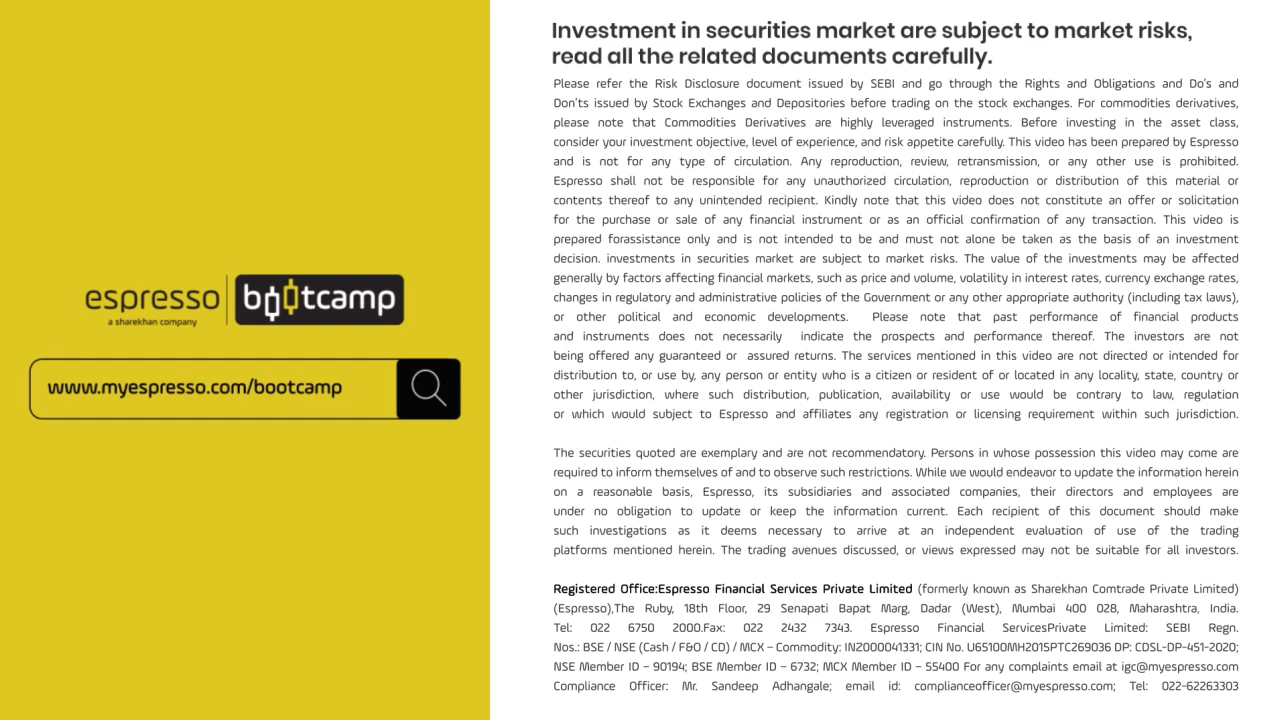 espresso bootcamp
a sharekhan company
www.myespresso.com/bootcamp
Investment in securities market are subject to market risks,
read all the related documents carefully.
Please refer the Risk Disclosure document issued by SEBI and go through the Rights and Obligations and Do's and
Don'ts issued by Stock Exchanges and Depositories before trading on the stock exchanges. For commodities derivatives,
please note that Commodities Derivatives are highly leveraged instruments. Before investing in the asset class,
consider your investment objective, level of experience, and risk appetite carefully. This video has been prepared by Espresso
and is not for any type of circulation. Any reproduction, review, retransmission, or any other use is prohibited.
Espresso shall not be responsible for any unauthorized circulation, reproduction or distribution of this material or
contents thereof to any unintended recipient. Kindly note that this video does not constitute an offer or solicitation
for the purchase or sale of any financial instrument or as an official confirmation of any transaction. This video is
prepared forassistance only and is not intended to be and must not alone be taken as the basis of an investment
decision. investments in securities market are subject to market risks. The value of the investments may be affected
generally by factors affecting financial markets, such as price and volume, volatility in interest rates, currency exchange rates,
changes in regulatory and administrative policies of the Government or any other appropriate authority (including tax laws),
or other political and economic developments. Please note that past performance of financial products
and instruments does not necessarily indicate the prospects and performance thereof. The investors are not
being offered any guaranteed or assured returns. The services mentioned in this video are not directed or intended for
distribution to, or use by, any person or entity who is a citizen or resident of or located in any locality, state, country or
other jurisdiction, where such distribution, publication, availability or use would be contrary to law, regulation
or which would subject to Espresso and affiliates any registration or licensing requirement within such jurisdiction.
The securities quoted are exemplary and are not recommendatory. Persons in whose possession this video may come are
required to inform themselves of and to observe such restrictions. While we would endeavor to update the information herein
on a reasonable basis, Espresso, its subsidiaries and associated companies, their directors and employees are
under no obligation to update or keep the information current. Each recipient of this document should make
such investigations as it deems necessary to arrive at an independent evaluation of use of the trading
platforms mentioned herein. The trading avenues discussed, or views expressed may not be suitable for all investors.
Registered Office:Espresso Financial Services Private Limited (formerly known as Sharekhan Comtrade Private Limited)
(Espresso),The Ruby, 18th Floor, 29 Senapati Bapat Marg, Dadar (West), Mumbai 400 028, Maharashtra, India.
Tel: 022 6750 2000.Fax: 022 2432 7343. Espresso Financial ServicesPrivate Limited: SEBI Regn.
Nos.: BSE / NSE (Cash / F&O / CD) / MCX – Commodity: INZ000041331; CIN No. U65100MH2015PTC269036 DP: CDSL-DP-451-2020;
NSE Member ID – 90194; BSE Member ID – 6732; MCX Member ID – 55400 For any complaints email at igc@myespresso.com
Compliance Officer: Mr. Sandeep Adhangale; email id: complianceofficer@myespresso.com; Tel: 022-62263303